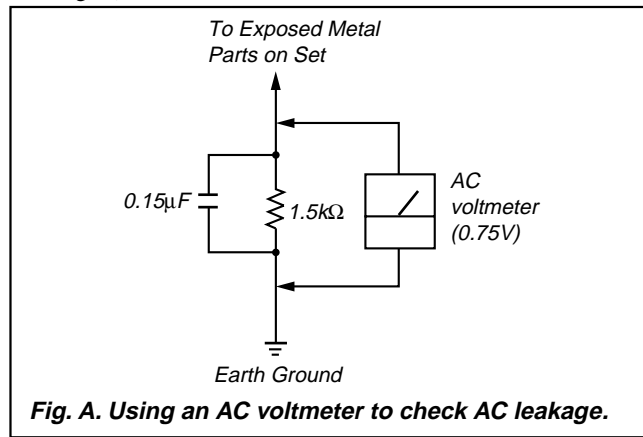 To Exposed Metal
Parts on Set
0.15μF
1.5kΩ
AC
voltmeter
(0.75V)
Earth Ground
Fig. A. Using an AC voltmeter to check AC leakage.